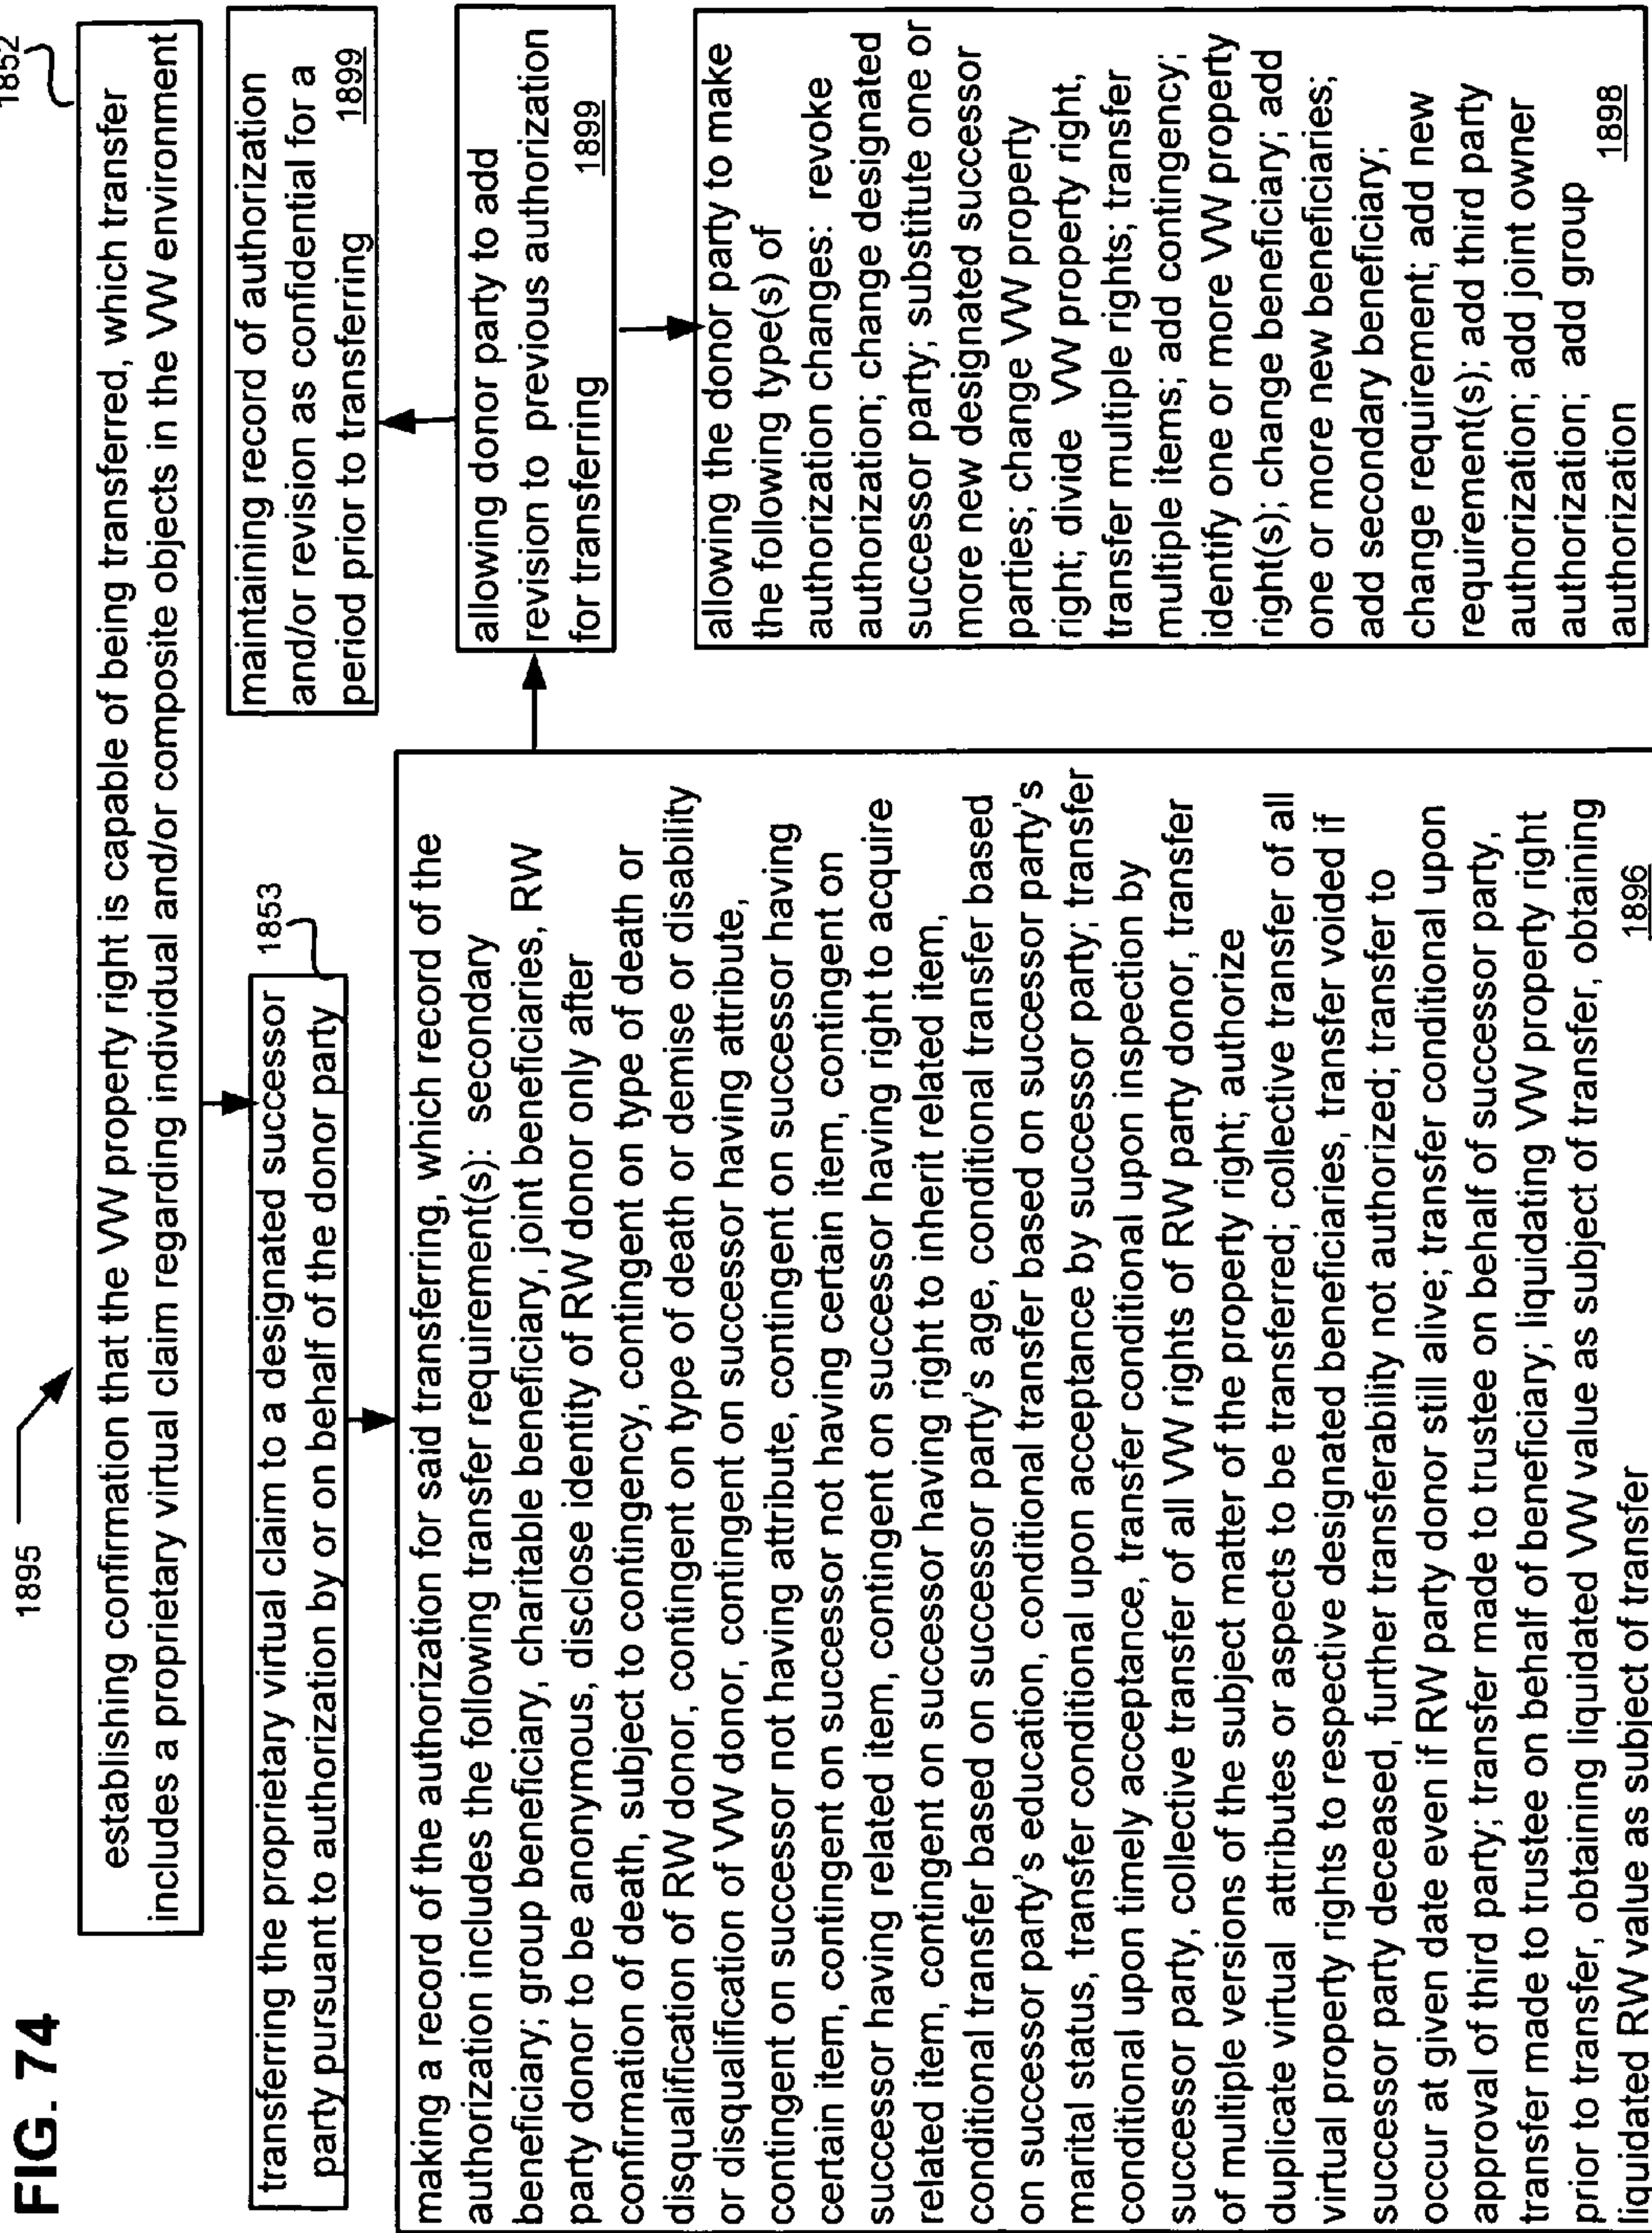 FIG. 74
1895
1852
establishing confirmation that the VW property right is capable of being transferred, which transfer
includes a proprietary virtual claim regarding individual and/or composite objects in the VW environment
1853
transferring the proprietary virtual claim to a designated successor
party pursuant to authorization by or on behalf of the donor party
making a record of the authorization for said transferring, which record of the
authorization includes the following transfer requirement(s): secondary
beneficiary; group beneficiary, charitable beneficiary, joint beneficiaries, RW
party donor to be anonymous, disclose identity of RW donor only after
confirmation of death, subject to contingency, contingent on type of death or
disqualification of RW donor, contingent on type of death or demise or disability
or disqualification of VW donor, contingent on successor having attribute,
contingent on successor not having attribute, contingent on successor having
certain item, contingent on successor not having certain item, contingent on
successor having related item, contingent on successor having right to acquire
related item, contingent on successor having right to inherit related item,
conditional transfer based on successor party's age, conditional transfer based
on successor party's education, conditional transfer based on successor party's
marital status, transfer conditional upon acceptance by successor party; transfer
conditional upon timely acceptance, transfer conditional upon inspection by
successor party, collective transfer of all VW rights of RW party donor, transfer
of multiple versions of the subject matter of the property right; authorize
duplicate virtual attributes or aspects to be transferred; collective transfer of all
virtual property rights to respective designated beneficiaries, transfer voided if
successor party deceased, further transferability not authorized; transfer to
occur at given date even if RW party donor still alive; transfer conditional upon
approval of third party; transfer made to trustee on behalf of successor party,
transfer made to trustee on behalf of beneficiary; liquidating VW property right
prior to transfer, obtaining liquidated VW value as subject of transfer, obtaining
liquidated RW value as subject of transfer
1896
maintaining record of authorization
and/or revision as confidential for a
period prior to transferring
1899
allowing donor party to add
revision to previous authorization
for transferring
1899
allowing the donor party to make
the following type(s) of
authorization changes: revoke
authorization; change designated
successor party; substitute one or
more new designated successor
parties; change VW property
right; divide VW property right,
transfer multiple rights; transfer
multiple items; add contingency;
identify one or more VW property
right(s); change beneficiary; add
one or more new beneficiaries;
add secondary beneficiary;
change requirement; add new
requirement(s); add third party
authorization; add joint owner
authorization; add group
authorization
1898